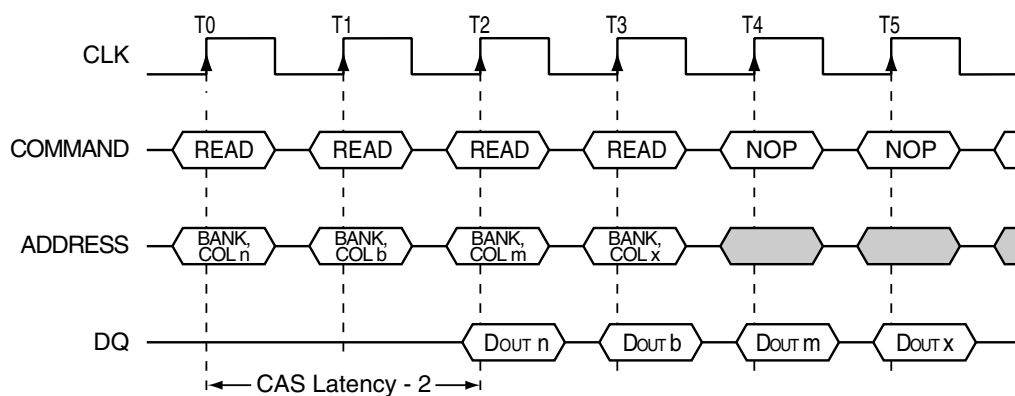 T0 T1 T2 T3 T4 T5
CLK
COMMAND READ READ READ READ NOP NOP
ADDRESS
BANK, BANK, BANK, BANK,
COL n COL b COL m COL x
DQ DOUT n DOUT b DOUT m DOUT x
CAS Latency - 2